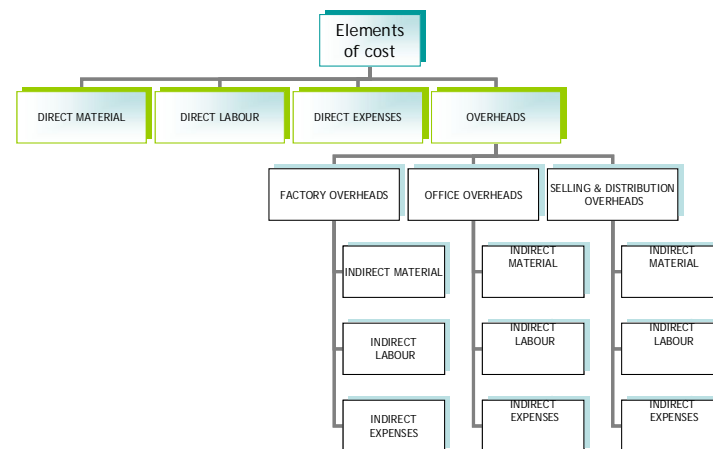 Elements
of cost
DIRECT MATERIAL
DIRECT LABOUR
DIRECT EXPENSES
OVERHEADS
FACTORY OVERHEADS
OFFICE OVERHEADS
SELLING & DISTRIBUTION
OVERHEADS
INDIRECT MATERIAL
INDIRECT
MATERIAL
INDIRECT
MATERIAL
INDIRECT
LABOUR
INDIRECT
LABOUR
INDIRECT
LABOUR
INDIRECT
EXPENSES
INDIRECT
EXPENSES
INDIRECT
EXPENSES